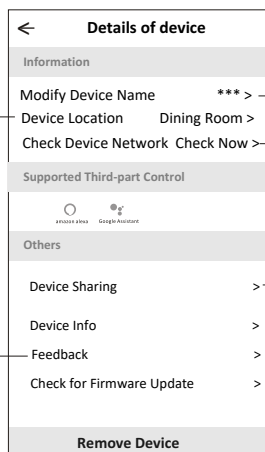 ← Details of device
Information
Modify Device Name *** >
Device Location Dining Room >
Check Device Network Check Now >
Supported Third-part Control
amazon alexa Google Assistant
Others
Device Sharing >
Device Info >
Feedback >
Check for Firmware Update >
Remove Device